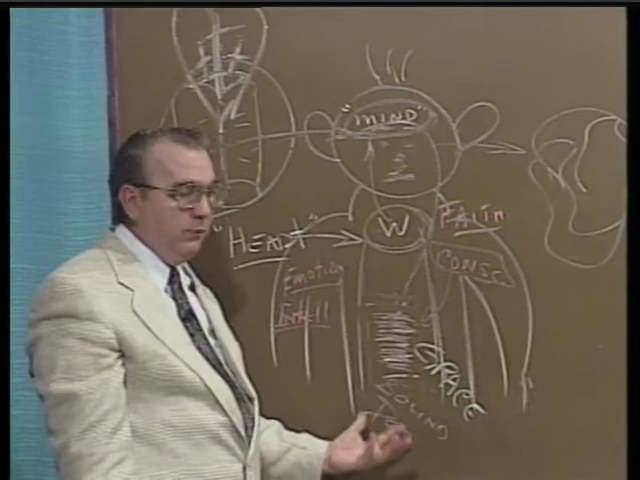 "MIND"
"HEART"
W
FAITH
Emotion
CONSC.
GRACE